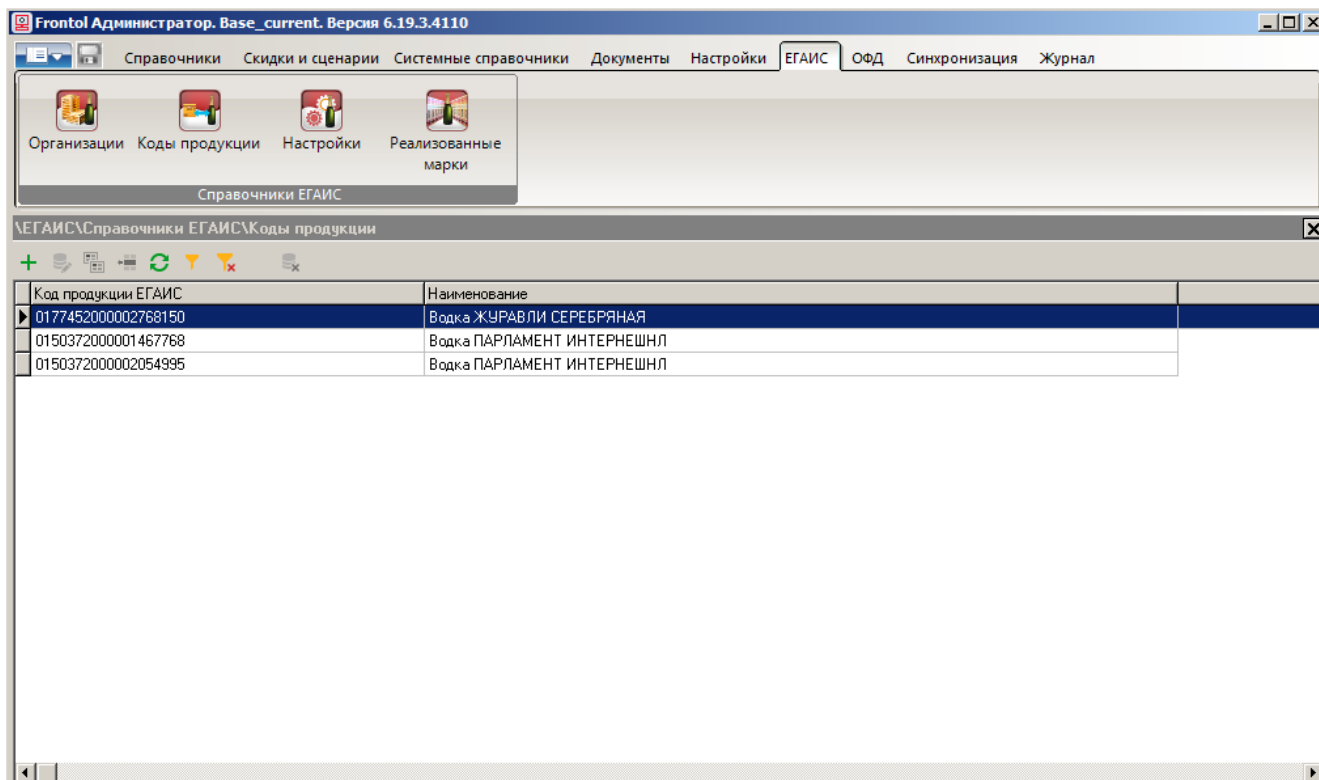 Frontol Администратор. Base_current. Версия 6.19.3.4110
Справочники Скидки и сценарии Системные справочники Документы Настройки ЕГАИС ОФД Синхронизация Журнал
Организации Коды продукции Настройки Реализованные
марки
Справочники ЕГАИС
\ЕГАИС\Справочники ЕГАИС\Коды продукции
Код продукции ЕГАИС Наименование
0177452000002768150 Водка ЖУРАВЛИ СЕРЕБРЯНАЯ
0150372000001467768 Водка ПАРЛАМЕНТ ИНТЕРНЕШНЛ
0150372000002054995 Водка ПАРЛАМЕНТ ИНТЕРНЕШНЛ